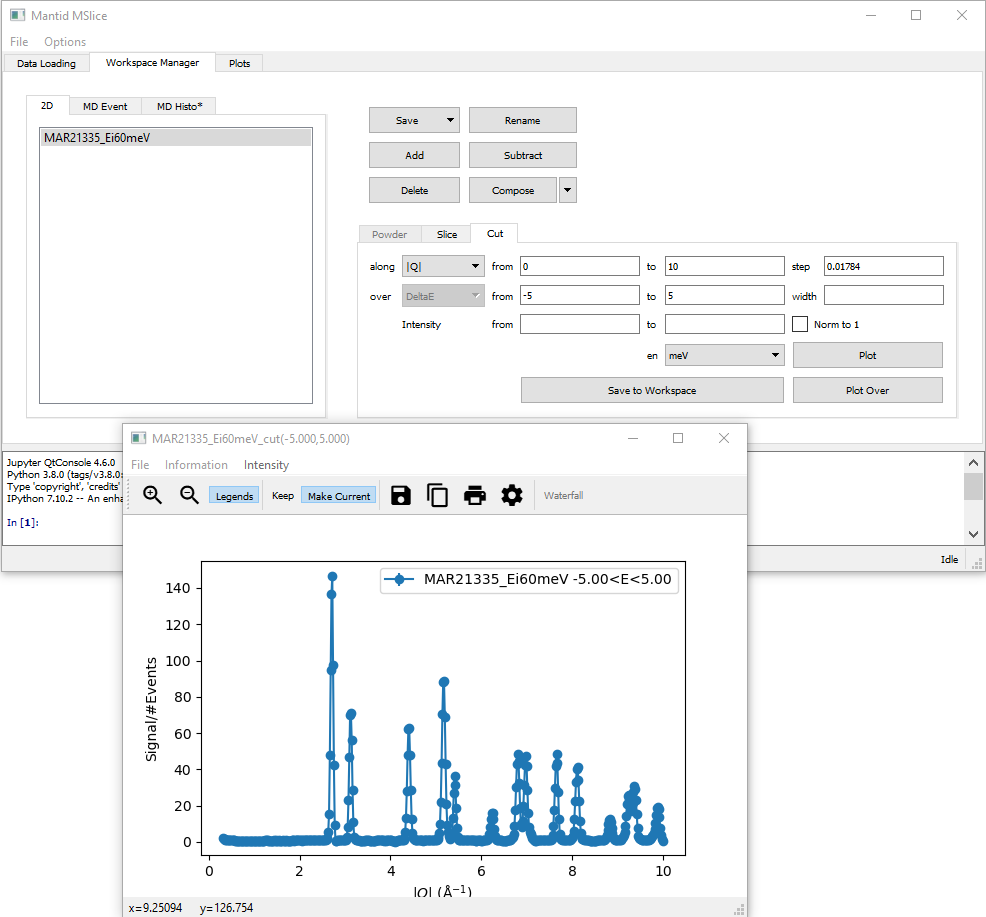 Mantid MSlice
File Options
Data Loading Workspace Manager Plots
2D MD Event MD Histo*
MAR21335_Ei60meV
Save Rename
Add Subtract
Delete Compose
Powder Slice Cut
along |Q| from 0 to 10 step 0.01784
over DeltaE from -5 to 5 width
Intensity from to Norm to 1
en meV Plot
Save to Workspace Plot Over
MAR21335_Ei60meV_cut(-5.000,5.000)
File Information Intensity
Legends Keep Make Current Waterfall
Jupyter QtConsole 4.6.0
Python 3.8.0 (tags/v3.8.0:
Type 'copyright', 'credits'
IPython 7.10.2 -- An enha
In [1]:
Idle
MAR21335_Ei60meV -5.00<E<5.00
140
120
100
80
60
40
20
0
Signal/#Events
0 2 4 6 8 10
|Q| (Å⁻¹)
x=9.25094 y=126.754